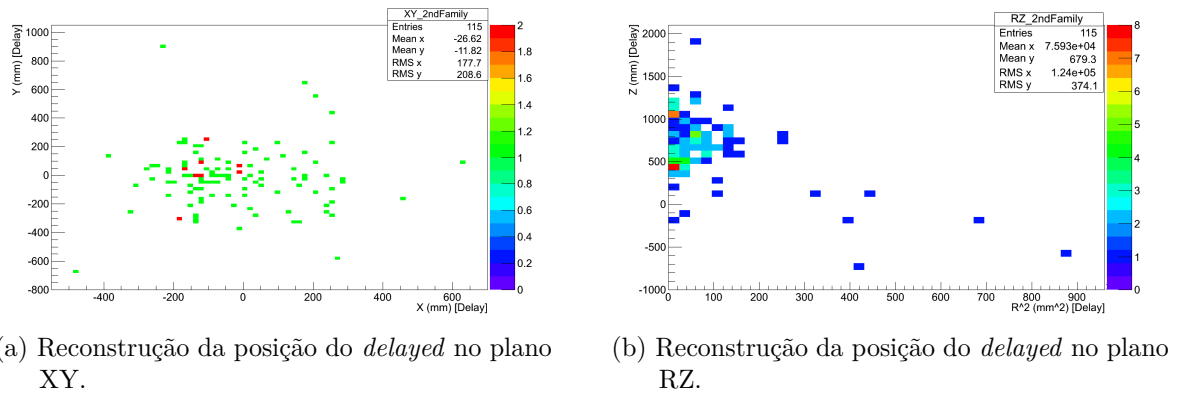 XY_2ndFamily
Entries 115
Mean x -26.62
Mean y -11.82
RMS x 177.7
RMS y 208.6
Y (mm) [Delay]
1000
800
600
400
200
0
-200
-400
-600
-800
-400 -200 0 200 400 600
X (mm) [Delay]
2
1.8
1.6
1.4
1.2
1
0.8
0.6
0.4
0.2
0
(a) Reconstrução da posição do delayed no plano
XY.
RZ_2ndFamily
Entries 115
Mean x 7.593e+04
Mean y 679.3
RMS x 1.24e+05
RMS y 374.1
Z (mm) [Delay]
2000
1500
1000
500
0
-500
-1000
0 100 200 300 400 500 600 700 800 900
R^2 (mm^2) [Delay]
8
7
6
5
4
3
2
1
0
(b) Reconstrução da posição do delayed no plano
RZ.